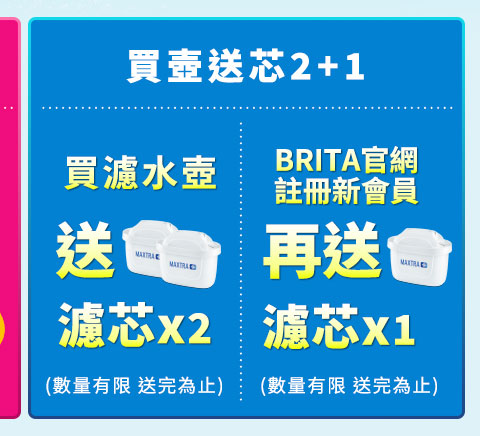 買壺送芯2+1
買濾水壺
送
MAXTRA+
MAXTRA+
濾芯X2
(數量有限 送完為止)
BRITA官網
註冊新會員
再送
MAXTRA+
濾芯X1
(數量有限 送完為止)